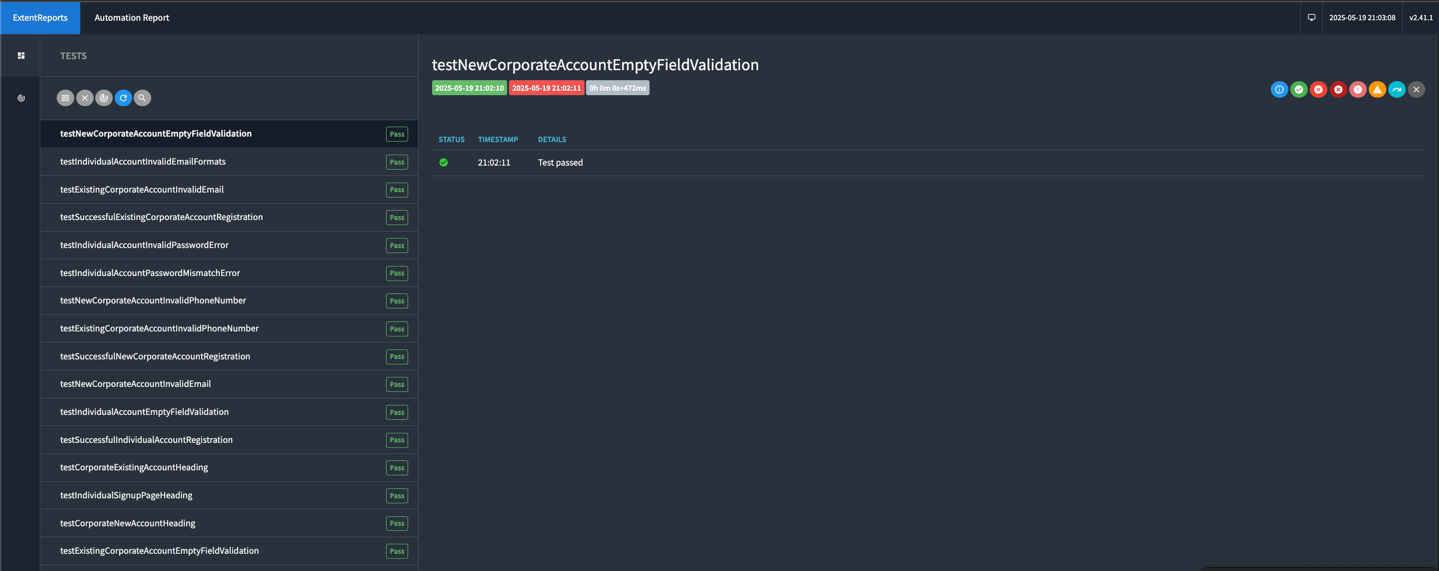 ExtentReports
Automation Report
2025-05-19 21:03:08
v2.41.1
TESTS
testNewCorporateAccountEmptyFieldValidation Pass
testIndividualAccountInvalidEmailFormats Pass
testExistingCorporateAccountInvalidEmail Pass
testSuccessfulExistingCorporateAccountRegistration Pass
testIndividualAccountInvalidPasswordError Pass
testIndividualAccountPasswordMismatchError Pass
testNewCorporateAccountInvalidPhoneNumber Pass
testExistingCorporateAccountInvalidPhoneNumber Pass
testSuccessfulNewCorporateAccountRegistration Pass
testNewCorporateAccountInvalidEmail Pass
testIndividualAccountEmptyFieldValidation Pass
testSuccessfulIndividualAccountRegistration Pass
testCorporateExistingAccountHeading Pass
testIndividualSignupPageHeading Pass
testCorporateNewAccountHeading Pass
testExistingCorporateAccountEmptyFieldValidation Pass
testNewCorporateAccountEmptyFieldValidation
2025-05-19 21:02:10 2025-05-19 21:02:11 0h 0m 0s+472ms
STATUS TIMESTAMP DETAILS
21:02:11 Test passed